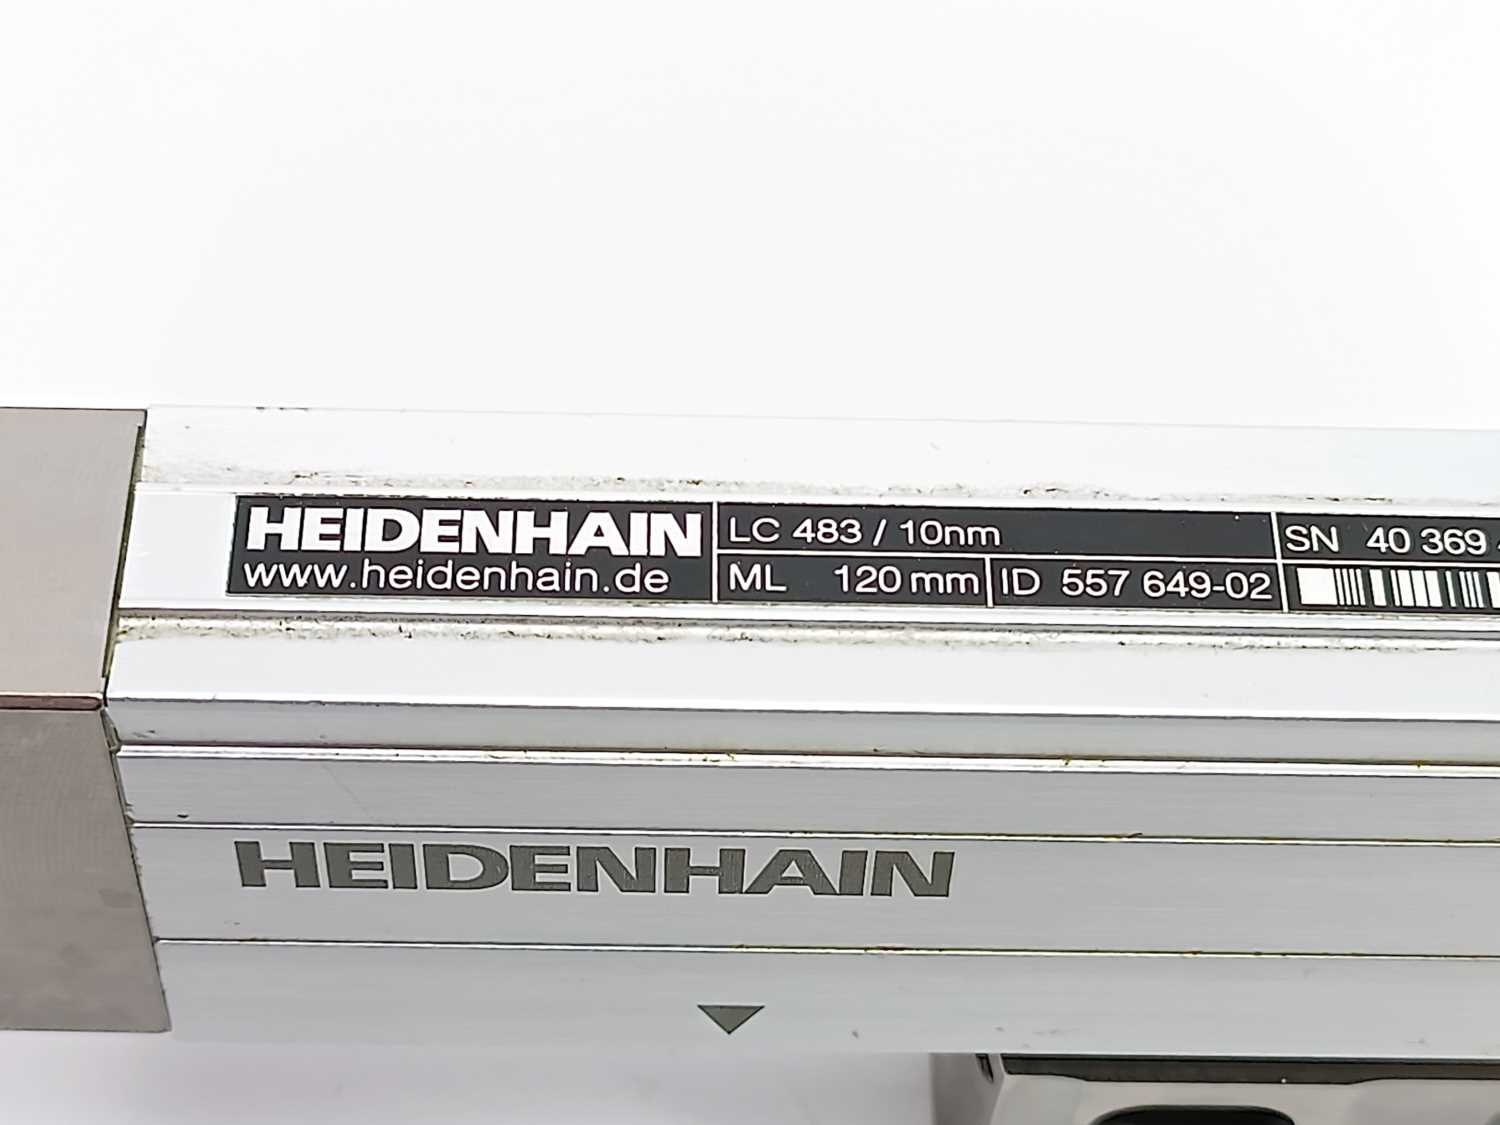 HEIDENHAIN
www.heidenhain.de
LC 483 / 10nm
ML 120 mm
ID 557 649-02
SN 40 369
HEIDENHAIN